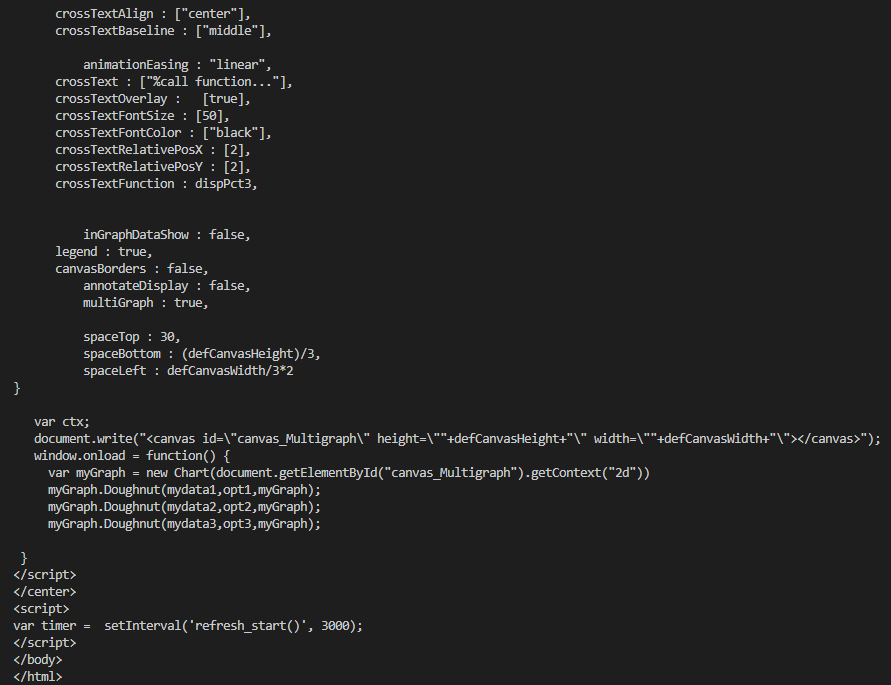 crossTextAlign : ["center"],
crossTextBaseline : ["middle"],
animationEasing : "linear",
crossText : ["%call function..."],
crossTextOverlay :   [true],
crossTextFontSize : [50],
crossTextFontColor : ["black"],
crossTextRelativePosX : [2],
crossTextRelativePosY : [2],
crossTextFunction : dispPct3,
inGraphDataShow : false,
legend : true,
canvasBorders : false,
annotateDisplay : false,
multiGraph : true,
spaceTop : 30,
spaceBottom : (defCanvasHeight)/3,
spaceLeft : defCanvasWidth/3*2
}
var ctx;
document.write("<canvas id=\"canvas_Multigraph\" height=\""+defCanvasHeight+"\" width=\""+defCanvasWidth+"\"></canvas>");
window.onload = function() {
var myGraph = new Chart(document.getElementById("canvas_Multigraph").getContext("2d"))
myGraph.Doughnut(mydata1,opt1,myGraph);
myGraph.Doughnut(mydata2,opt2,myGraph);
myGraph.Doughnut(mydata3,opt3,myGraph);
}
</script>
</center>
<script>
var timer =  setInterval('refresh_start()', 3000);
</script>
</body>
</html>